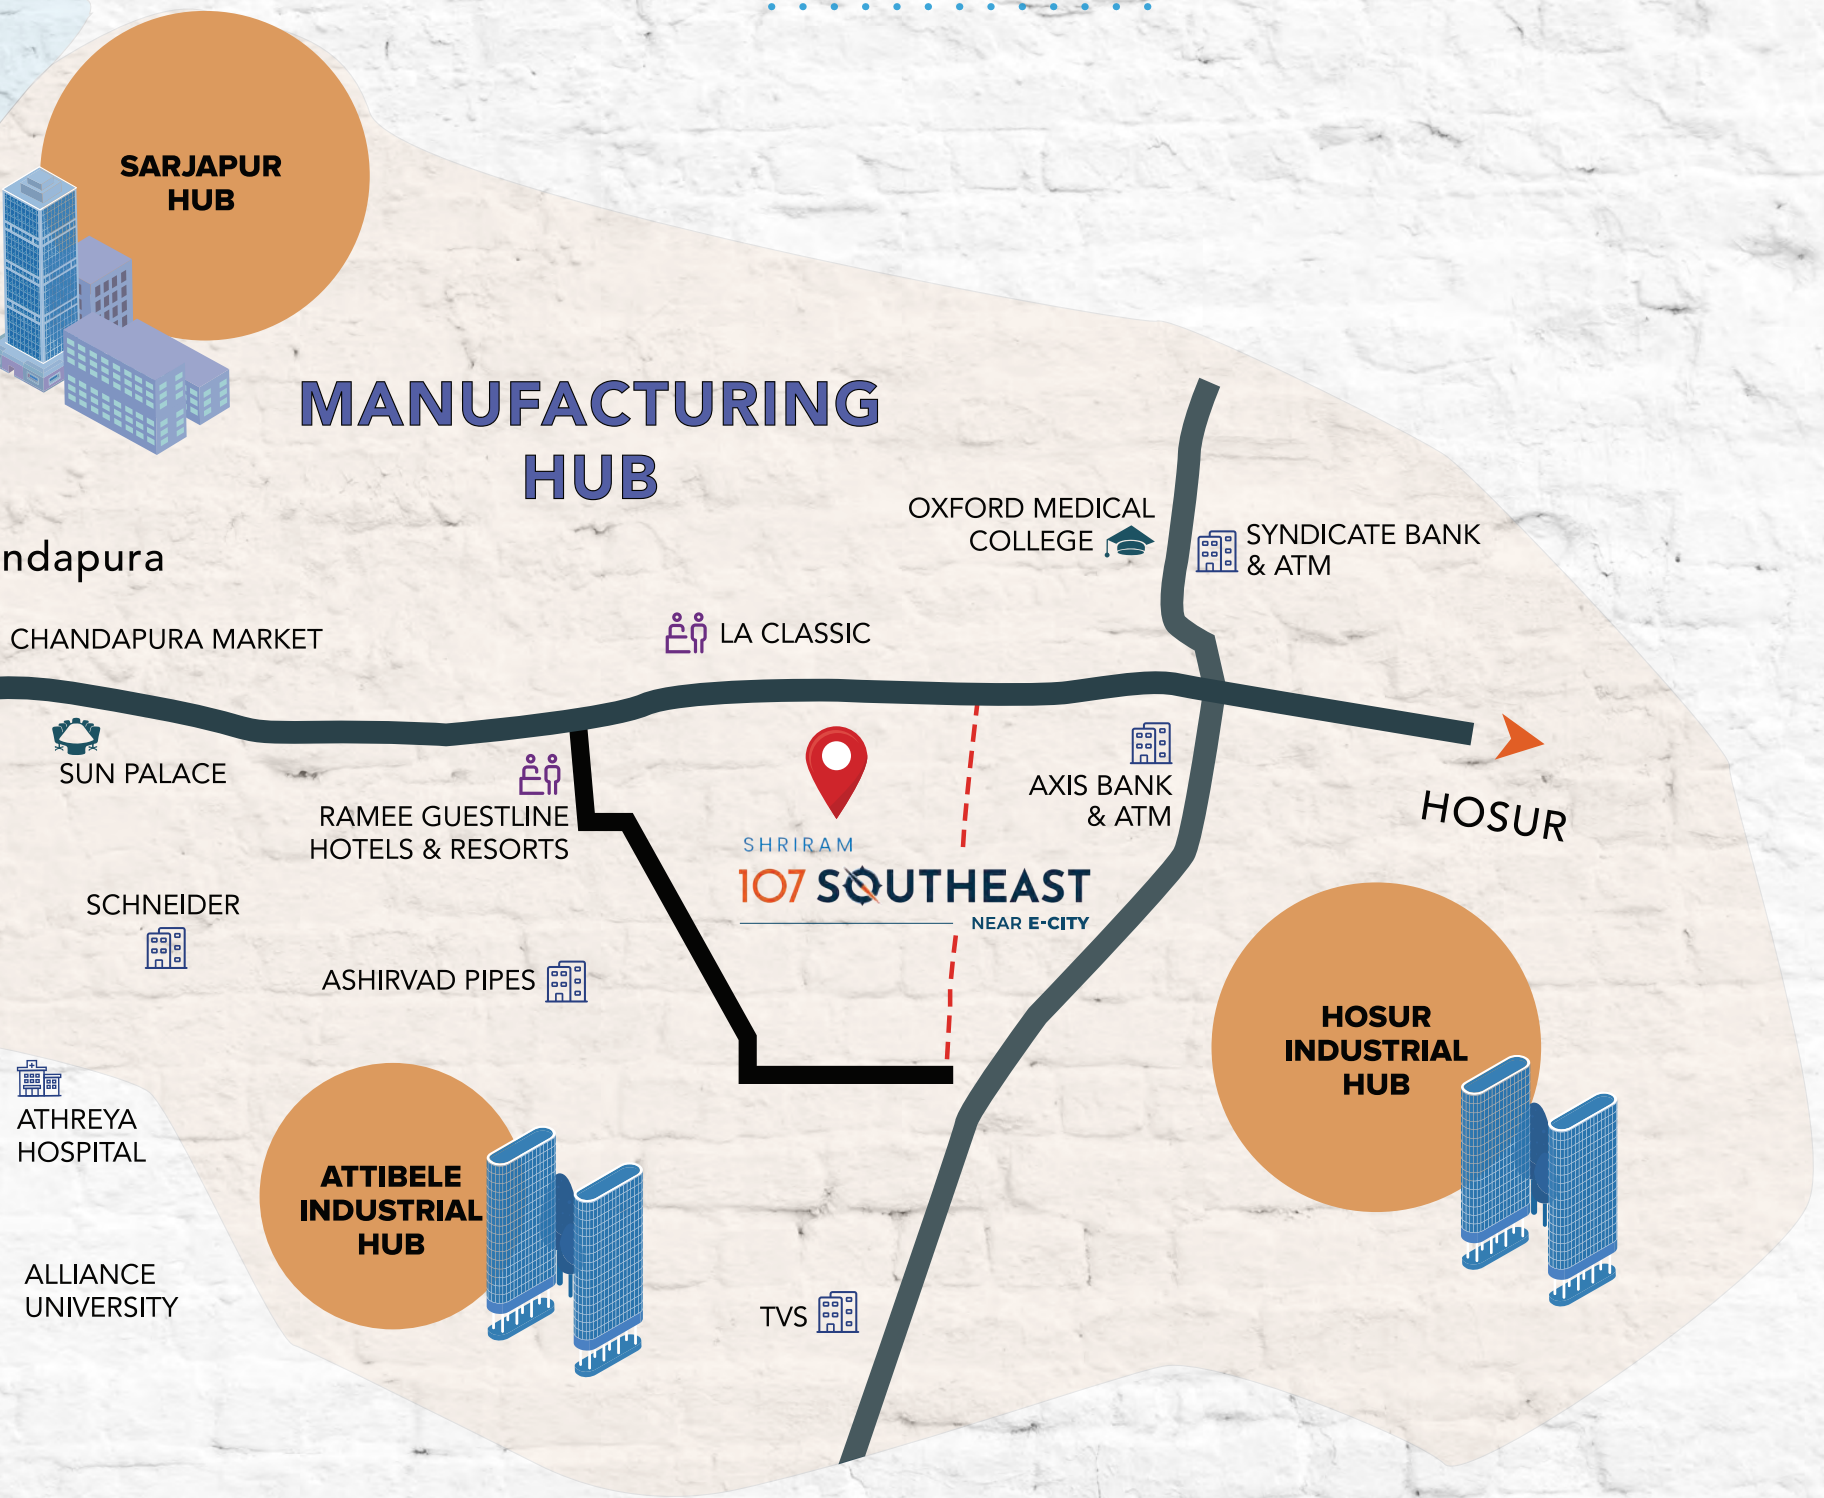 SARJAPUR
HUB
MANUFACTURING
HUB
OXFORD MEDICAL
COLLEGE
SYNDICATE BANK
& ATM
ndapura
CHANDAPURA MARKET
LA CLASSIC
SUN PALACE
RAMEE GUESTLINE
HOTELS & RESORTS
AXIS BANK
& ATM
HOSUR
SHRIRAM
107 SOUTHEAST
NEAR E-CITY
SCHNEIDER
ASHIRVAD PIPES
HOSUR
INDUSTRIAL
HUB
ATHREYA
HOSPITAL
ATTIBELE
INDUSTRIAL
HUB
ALLIANCE
UNIVERSITY
TVS